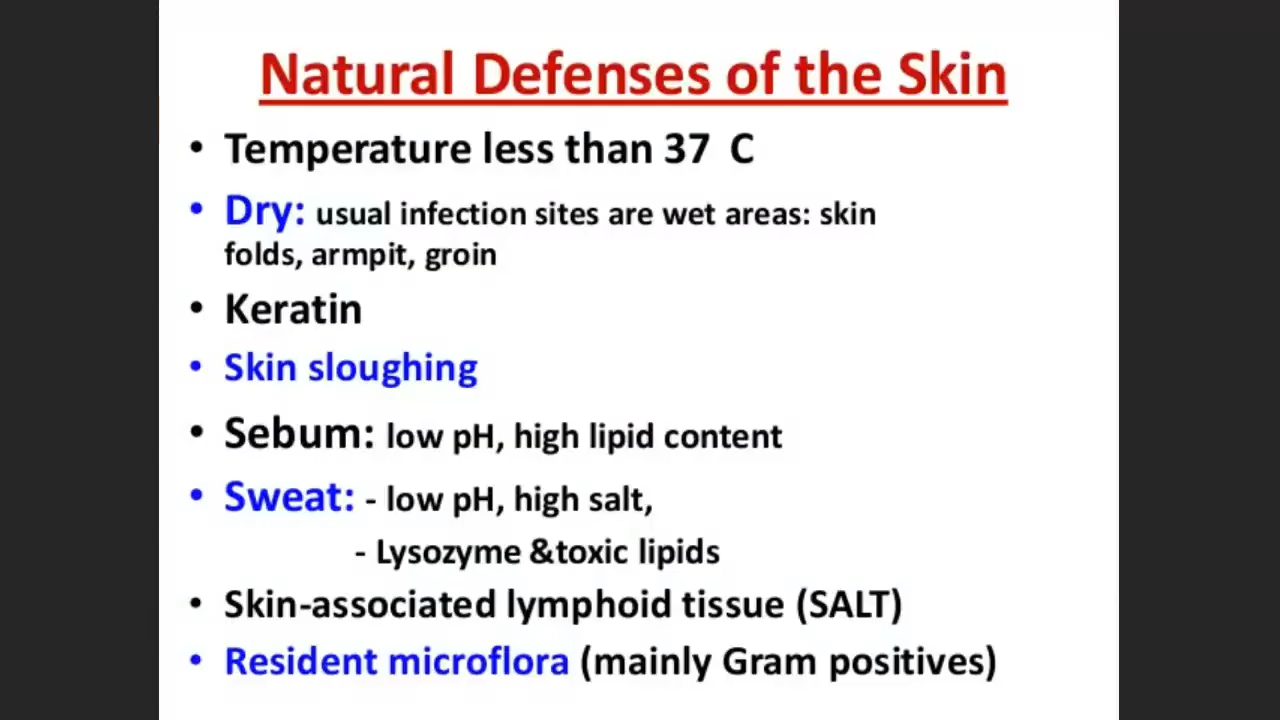 Natural Defenses of the Skin
• Temperature less than 37 C
• Dry: usual infection sites are wet areas: skin
folds, armpit, groin
• Keratin
• Skin sloughing
• Sebum: low pH, high lipid content
• Sweat: - low pH, high salt,
- Lysozyme &toxic lipids
• Skin-associated lymphoid tissue (SALT)
• Resident microflora (mainly Gram positives)